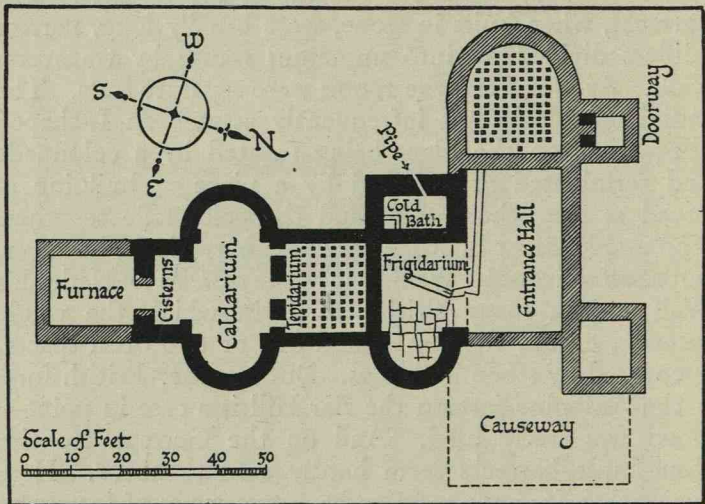 W
S
N
E
Pipe
Doorway
Cold
Bath
Furnace
Cisterns
Caldarium
Tepidarium
Frigidarium
Entrance Hall
Causeway
Scale of Feet
0 10 20 30 40 50